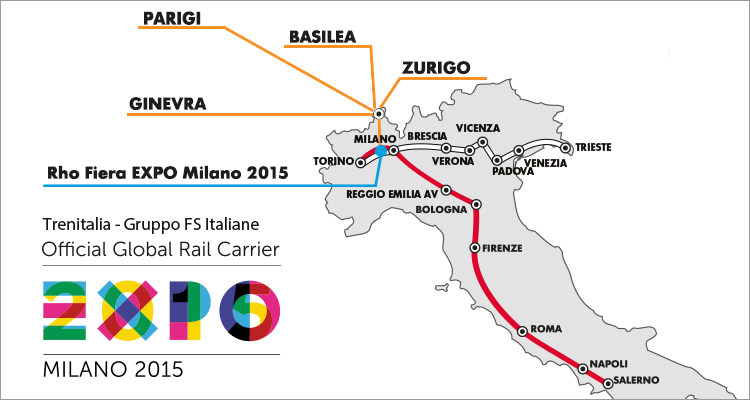 PARIGI
BASILEA
ZURIGO
GINEVRA
MILANO
BRESCIA
VICENZA
TRIESTE
TORINO
VERONA
PADOVA
VENEZIA
Rho Fiera EXPO Milano 2015
REGGIO EMILIA AV
BOLOGNA
Trenitalia - Gruppo FS Italiane
Official Global Rail Carrier
FIRENZE
EXPO
2015
ROMA
MILANO 2015
NAPOLI
SALERNO